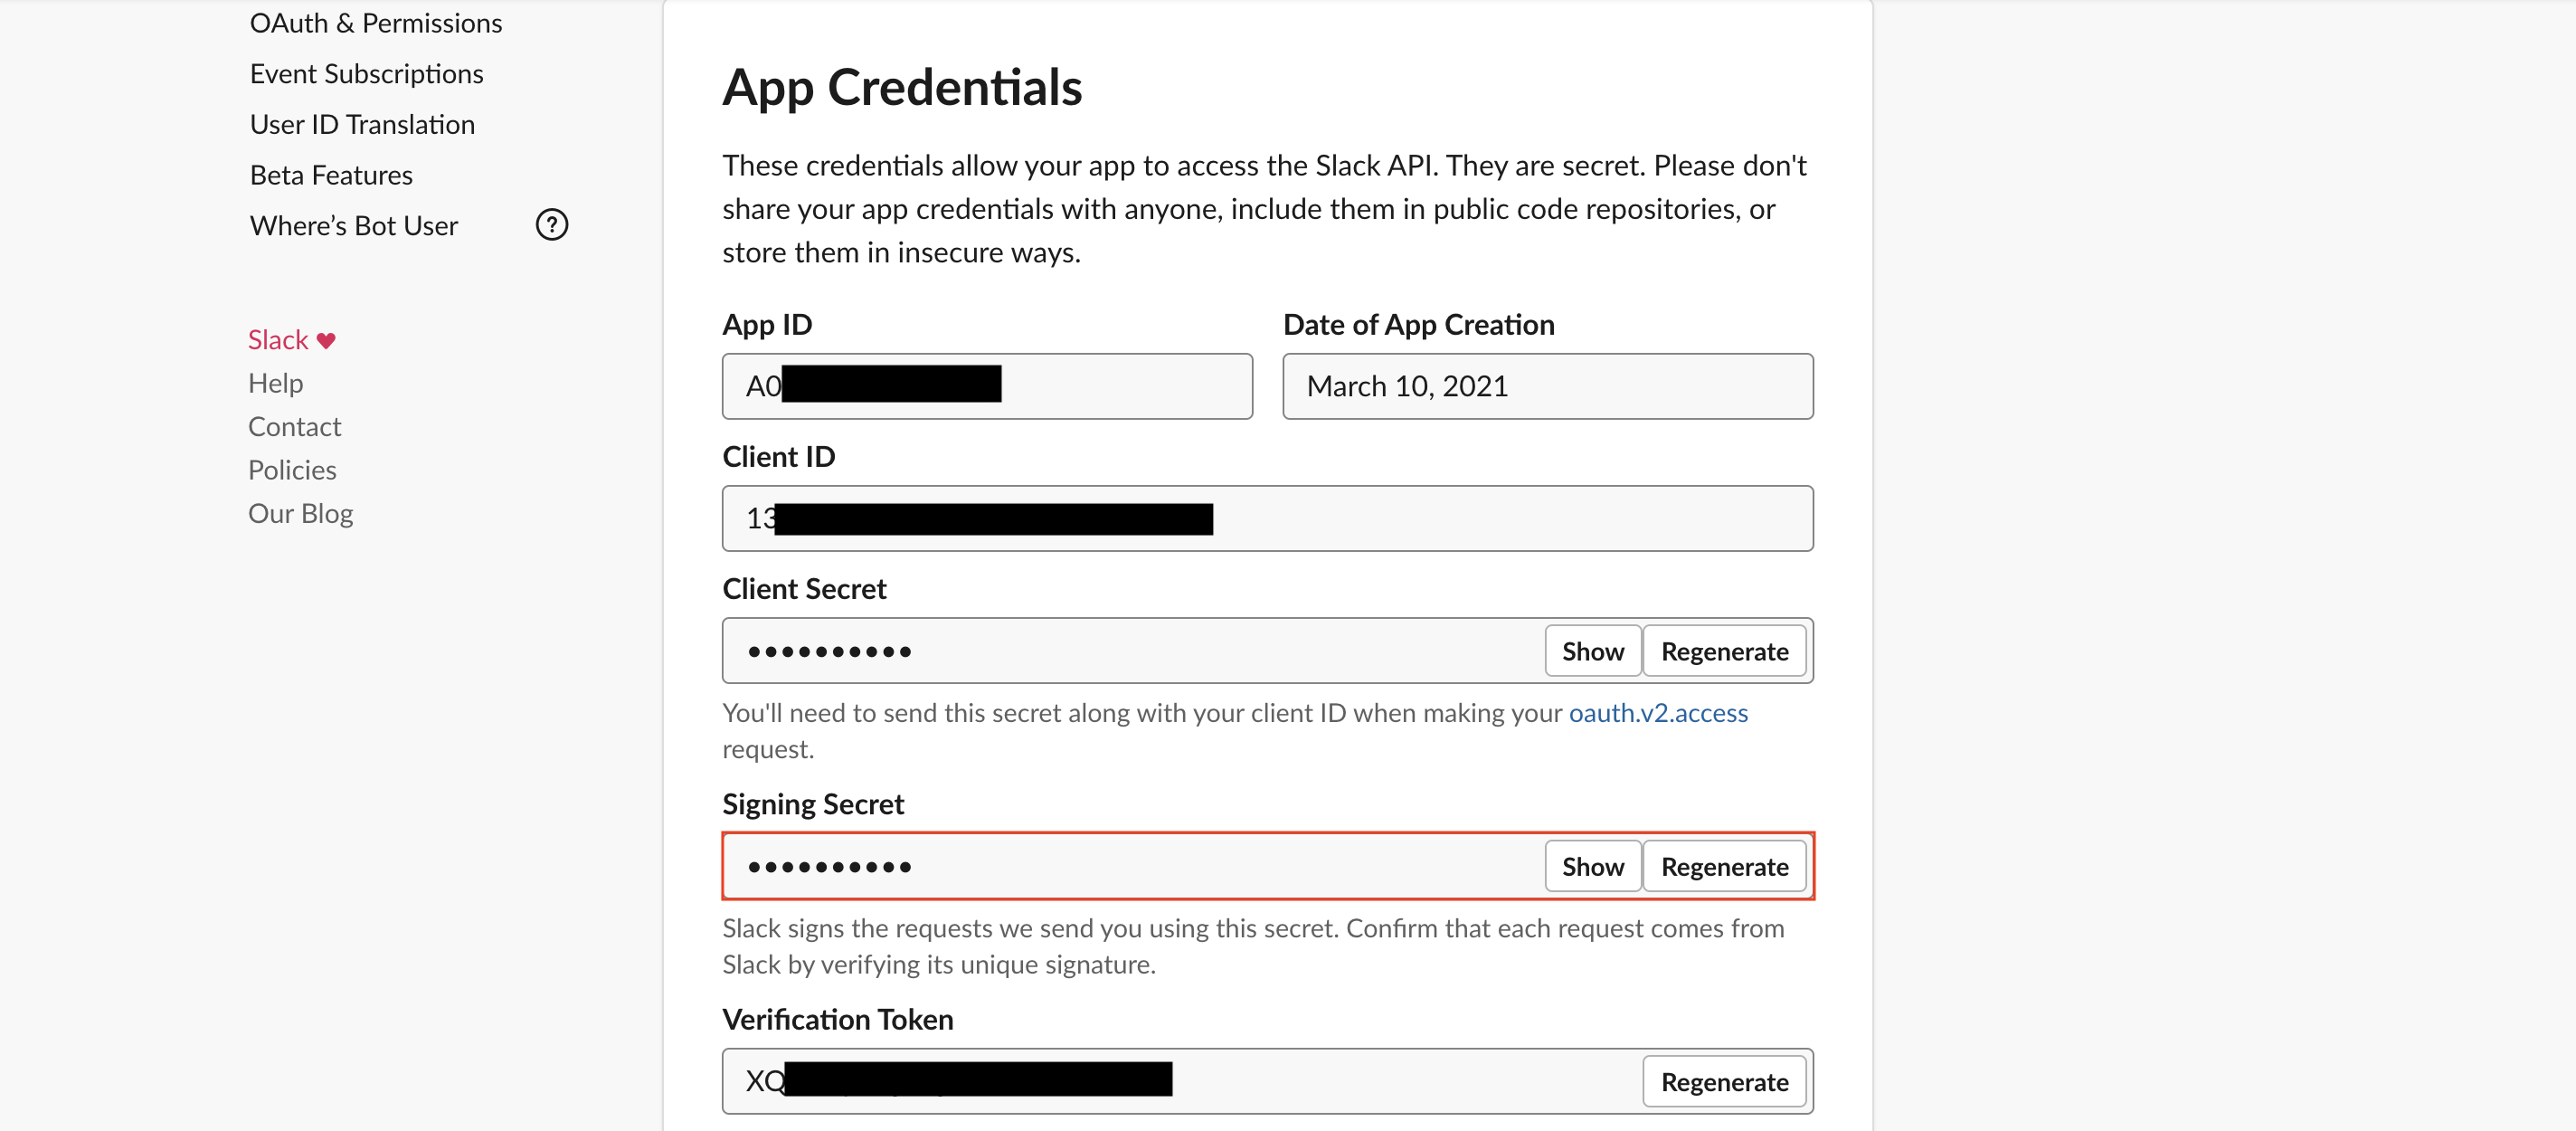 OAuth & Permissions
Event Subscriptions
User ID Translation
Beta Features
Where’s Bot User ?
Slack ♥
Help
Contact
Policies
Our Blog
App Credentials
These credentials allow your app to access the Slack API. They are secret. Please don't
share your app credentials with anyone, include them in public code repositories, or
store them in insecure ways.
App ID
A0
Date of App Creation
March 10, 2021
Client ID
13
Client Secret
•••••••••• Show Regenerate
You'll need to send this secret along with your client ID when making your oauth.v2.access
request.
Signing Secret
•••••••••• Show Regenerate
Slack signs the requests we send you using this secret. Confirm that each request comes from
Slack by verifying its unique signature.
Verification Token
XQ Regenerate